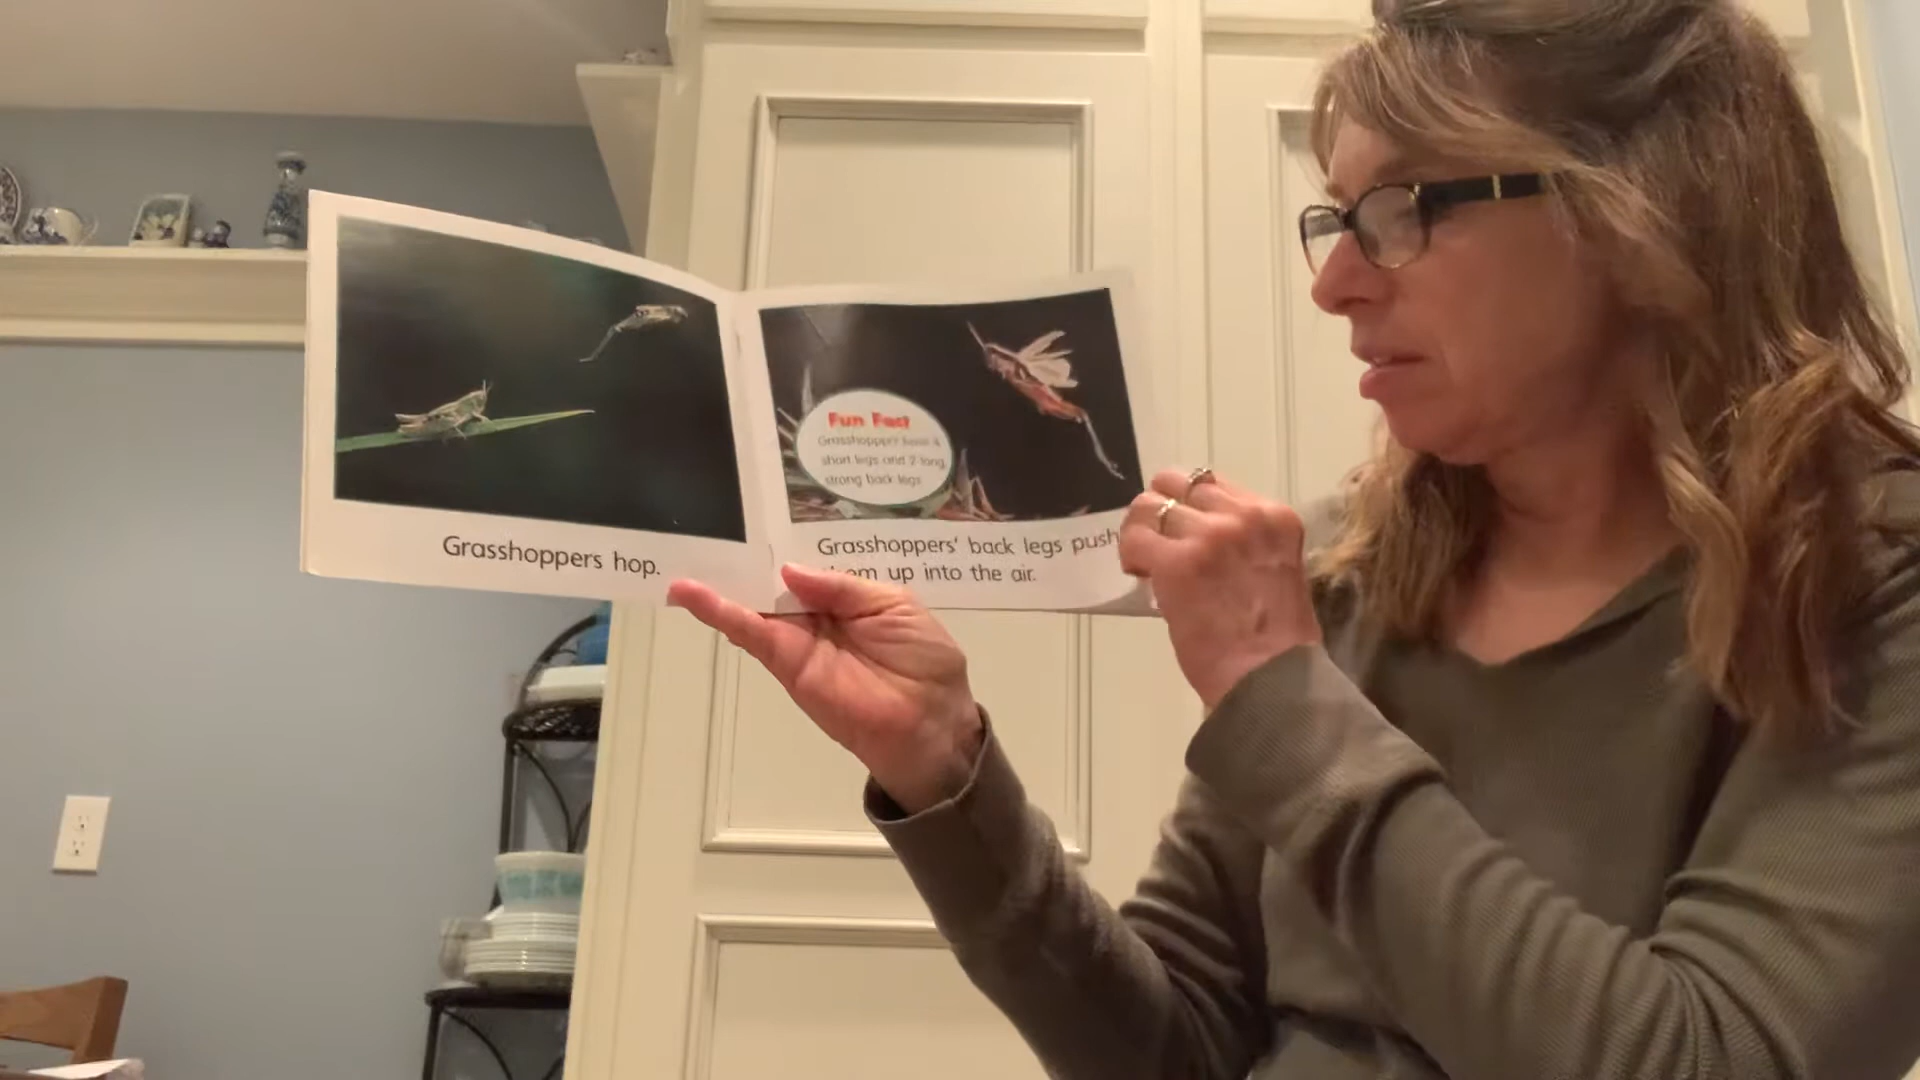 Grasshoppers hop.
Fun Fact
Grasshoppers have 4
short legs and 2 long,
strong back legs
Grasshoppers' back legs push
them up into the air.